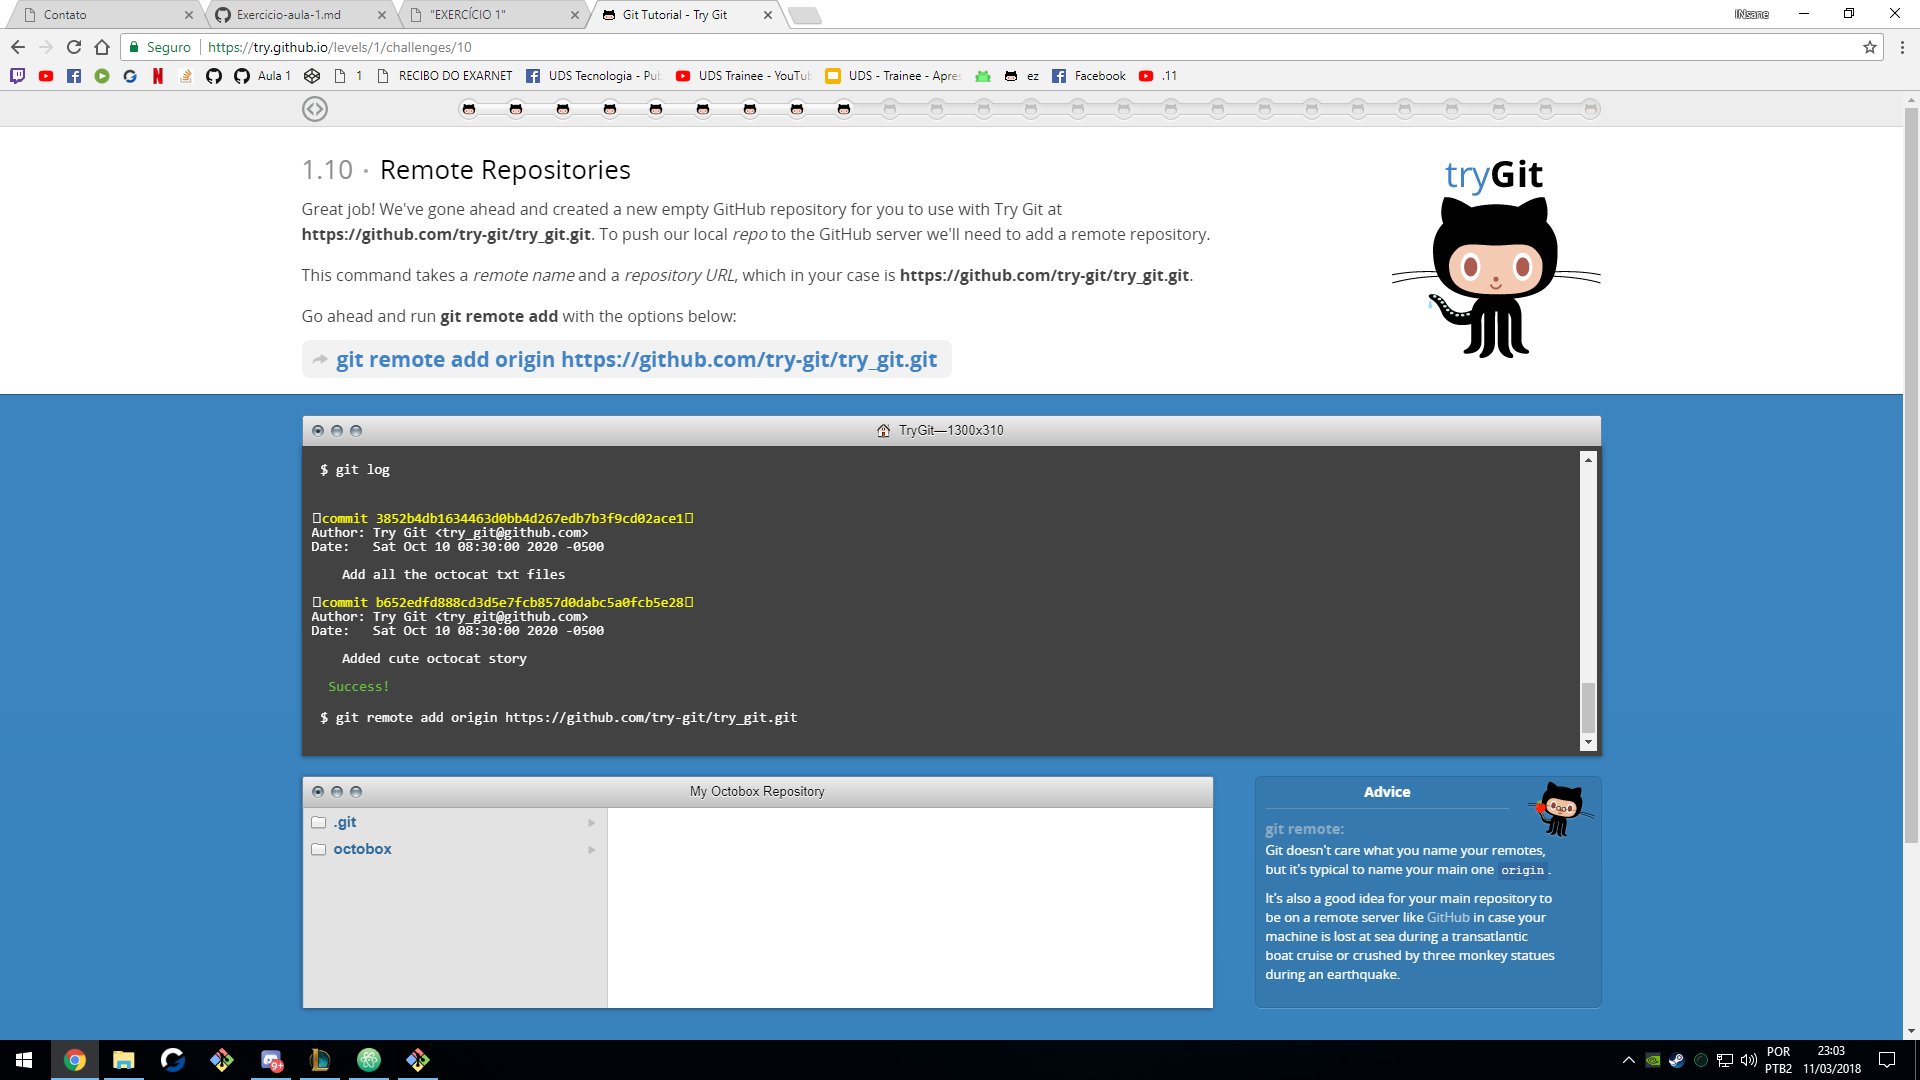 Contato
Exercicio-aula-1.md
"EXERCÍCIO 1"
Git Tutorial - Try Git
INsane
Seguro
https://try.github.io/levels/1/challenges/10
Aula 1
1
RECIBO DO EXARNET
UDS Tecnologia - Pub
UDS Trainee - YouTub
UDS - Trainee - Apres
ez
Facebook
.11
1.10 · Remote Repositories
Great job! We've gone ahead and created a new empty GitHub repository for you to use with Try Git at
https://github.com/try-git/try_git.git. To push our local repo to the GitHub server we'll need to add a remote repository.
This command takes a remote name and a repository URL, which in your case is https://github.com/try-git/try_git.git.
Go ahead and run git remote add with the options below:
git remote add origin https://github.com/try-git/try_git.git
tryGit
TryGit—1300x310
$ git log
commit 3852b4db1634463d0bb4d267edb7b3f9cd02ace1
Author: Try Git <try_git@github.com>
Date:   Sat Oct 10 08:30:00 2020 -0500
Add all the octocat txt files
commit b652edfd888cd3d5e7fcb857d0dabc5a0fcb5e28
Author: Try Git <try_git@github.com>
Date:   Sat Oct 10 08:30:00 2020 -0500
Added cute octocat story
Success!
$ git remote add origin https://github.com/try-git/try_git.git
My Octobox Repository
.git
octobox
Advice
git remote:
Git doesn't care what you name your remotes,
but it's typical to name your main one origin.
It's also a good idea for your main repository to
be on a remote server like GitHub in case your
machine is lost at sea during a transatlantic
boat cruise or crushed by three monkey statues
during an earthquake.
9+
POR
PTB2
23:03
11/03/2018